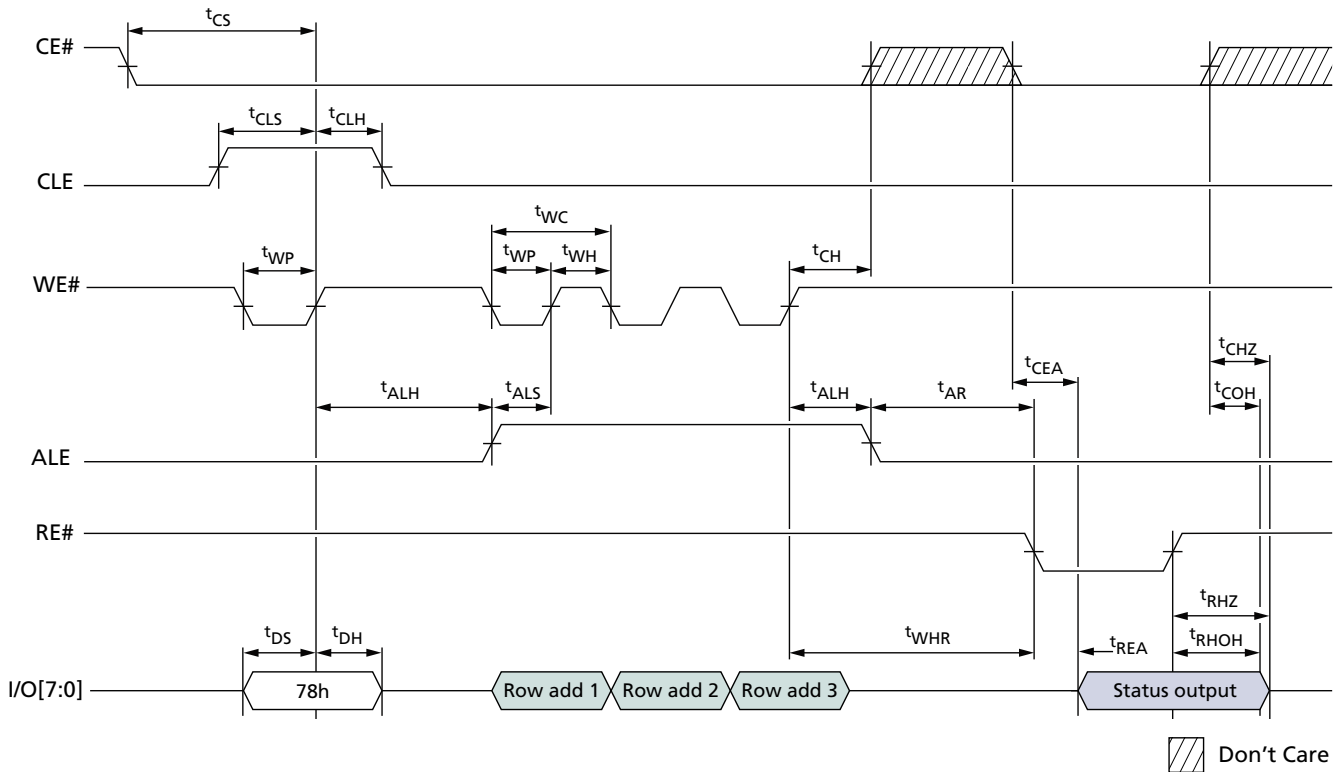 tCS
CE#
tCLS tCLH
CLE
tWC
tWP tWP tWH tCH
WE#
tCHZ
tCEA
tALH tALS tALH tAR tCOH
ALE
RE#
tRHZ
tDS tDH tWHR tREA tRHOH
I/O[7:0] 78h Row add 1 Row add 2 Row add 3 Status output
Don't Care